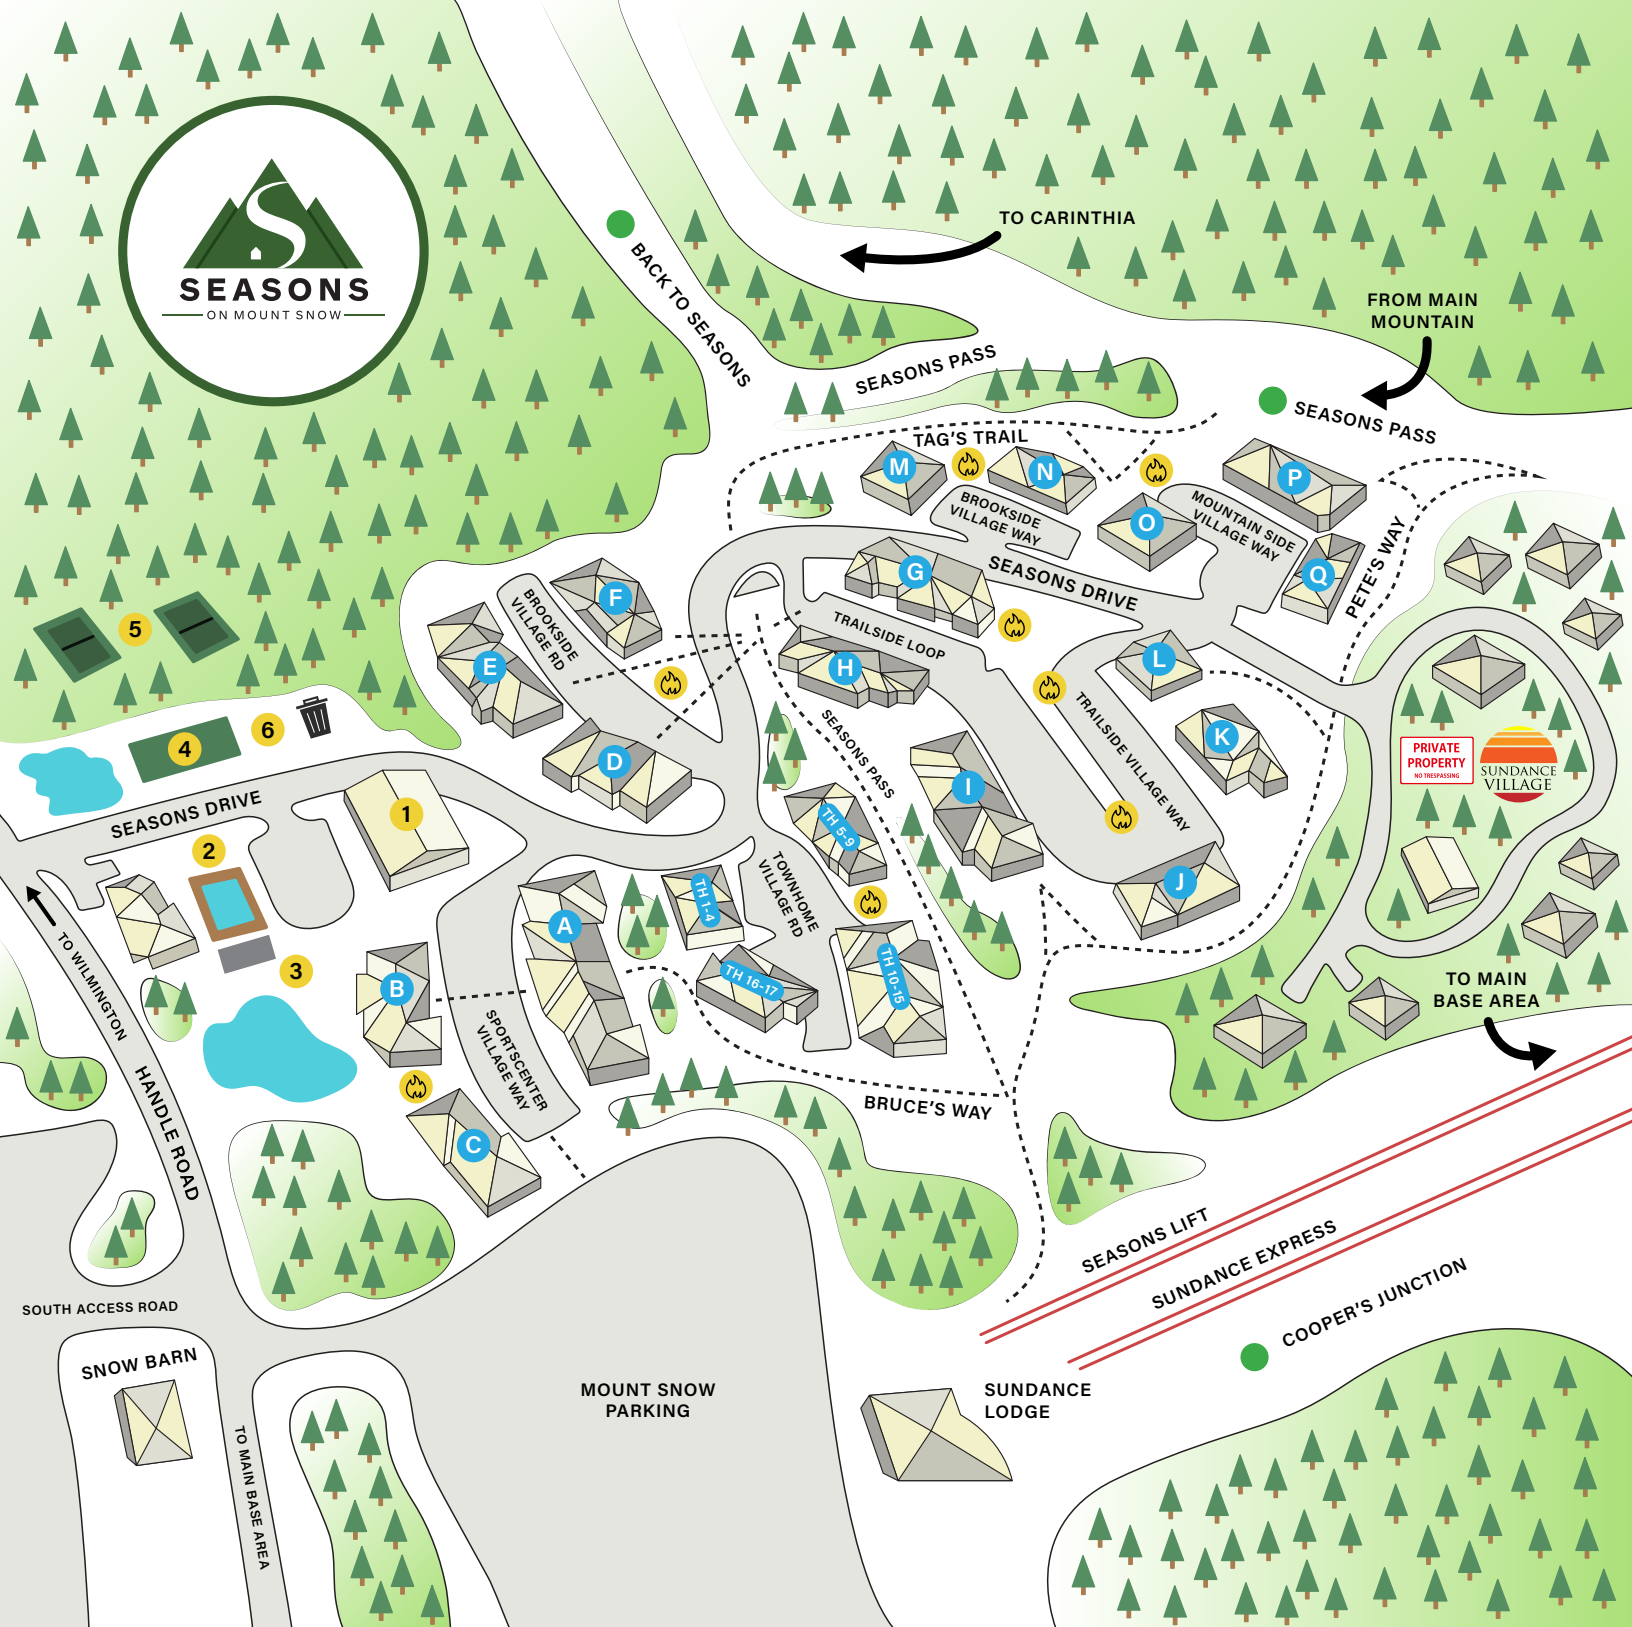 SEASONS
ON MOUNT SNOW
TO CARINTHIA
BACK TO SEASONS
FROM MAIN
MOUNTAIN
SEASONS PASS
SEASONS PASS
TAG'S TRAIL
M
N
P
BROOKSIDE
VILLAGE WAY
O
MOUNTAIN SIDE
VILLAGE WAY
PETE'S WAY
G
SEASONS DRIVE
Q
F
BROOKSIDE
VILLAGE RD
TRAILSIDE LOOP
5
E
H
L
K
TRAILSIDE VILLAGE WAY
SEASONS PASS
6
4
D
I
PRIVATE
PROPERTY
NO TRESPASSING
SUNDANCE
VILLAGE
SEASONS DRIVE
1
TH 5-9
2
J
TH 1-4
TOWNHOME
VILLAGE RD
A
TO WILMINGTON
3
B
TH 16-17
TH 10-15
TO MAIN
BASE AREA
SPORTSCENTER
VILLAGE WAY
HANDLE ROAD
BRUCE'S WAY
C
SEASONS LIFT
SUNDANCE EXPRESS
COOPER'S JUNCTION
SOUTH ACCESS ROAD
SNOW BARN
TO MAIN BASE AREA
MOUNT SNOW
PARKING
SUNDANCE
LODGE